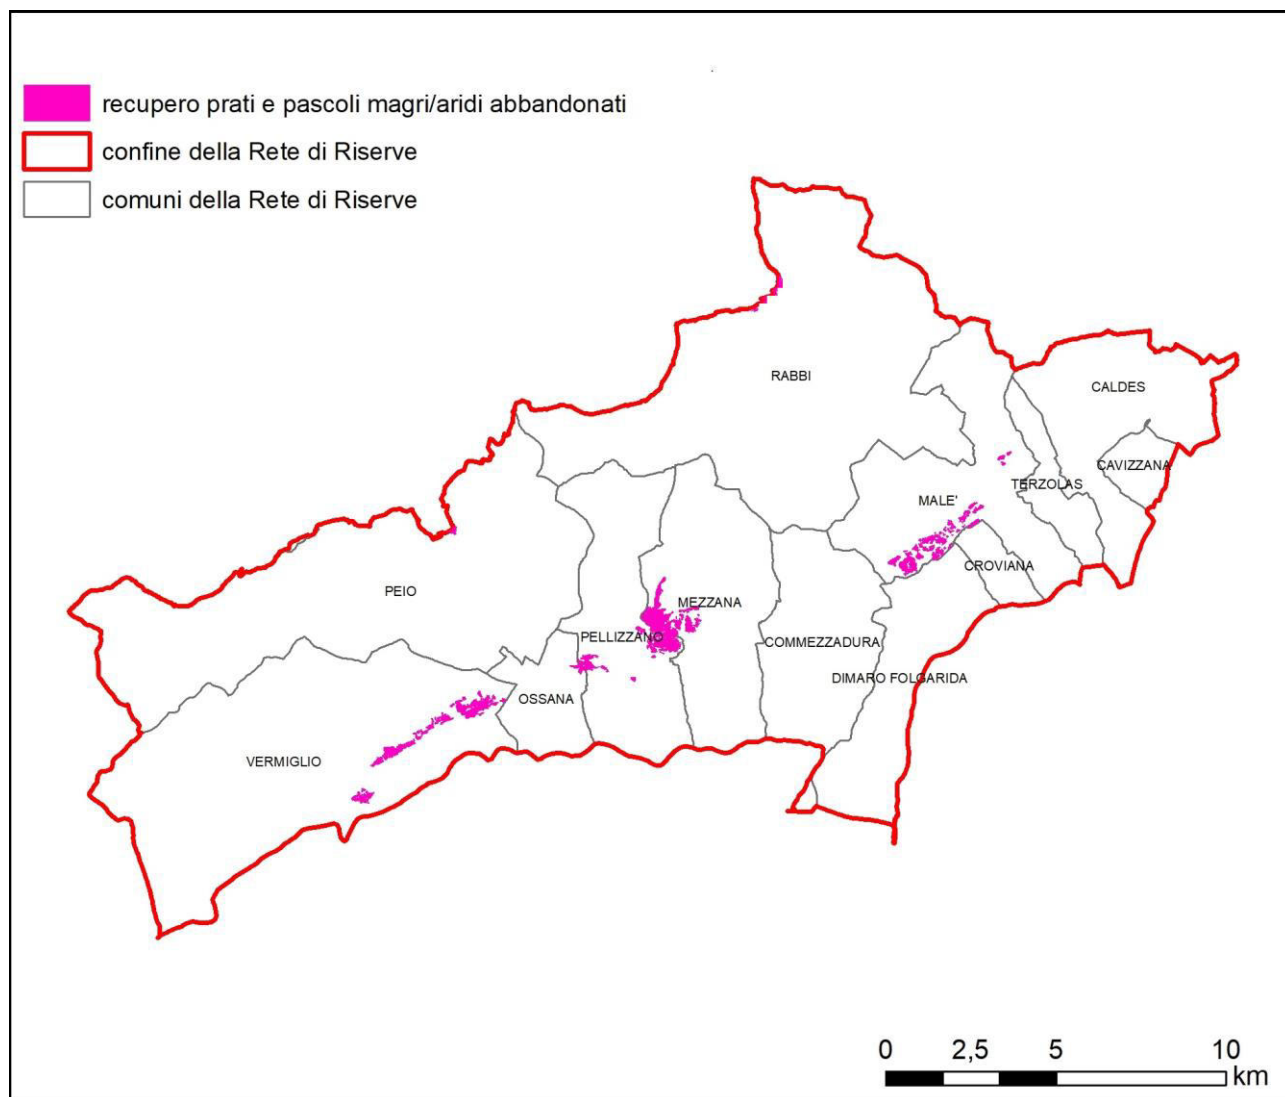 recupero prati e pascoli magri/aridi abbandonati
confine della Rete di Riserve
comuni della Rete di Riserve
RABBI
CALDES
CAVIZZANA
TERZOLAS
MALE'
CROVIANA
PEIO
MEZZANA
PELLIZZANO
COMMEZZADURA
DIMARO FOLGARIDA
OSSANA
VERMIGLIO
0 2,5 5 10
km